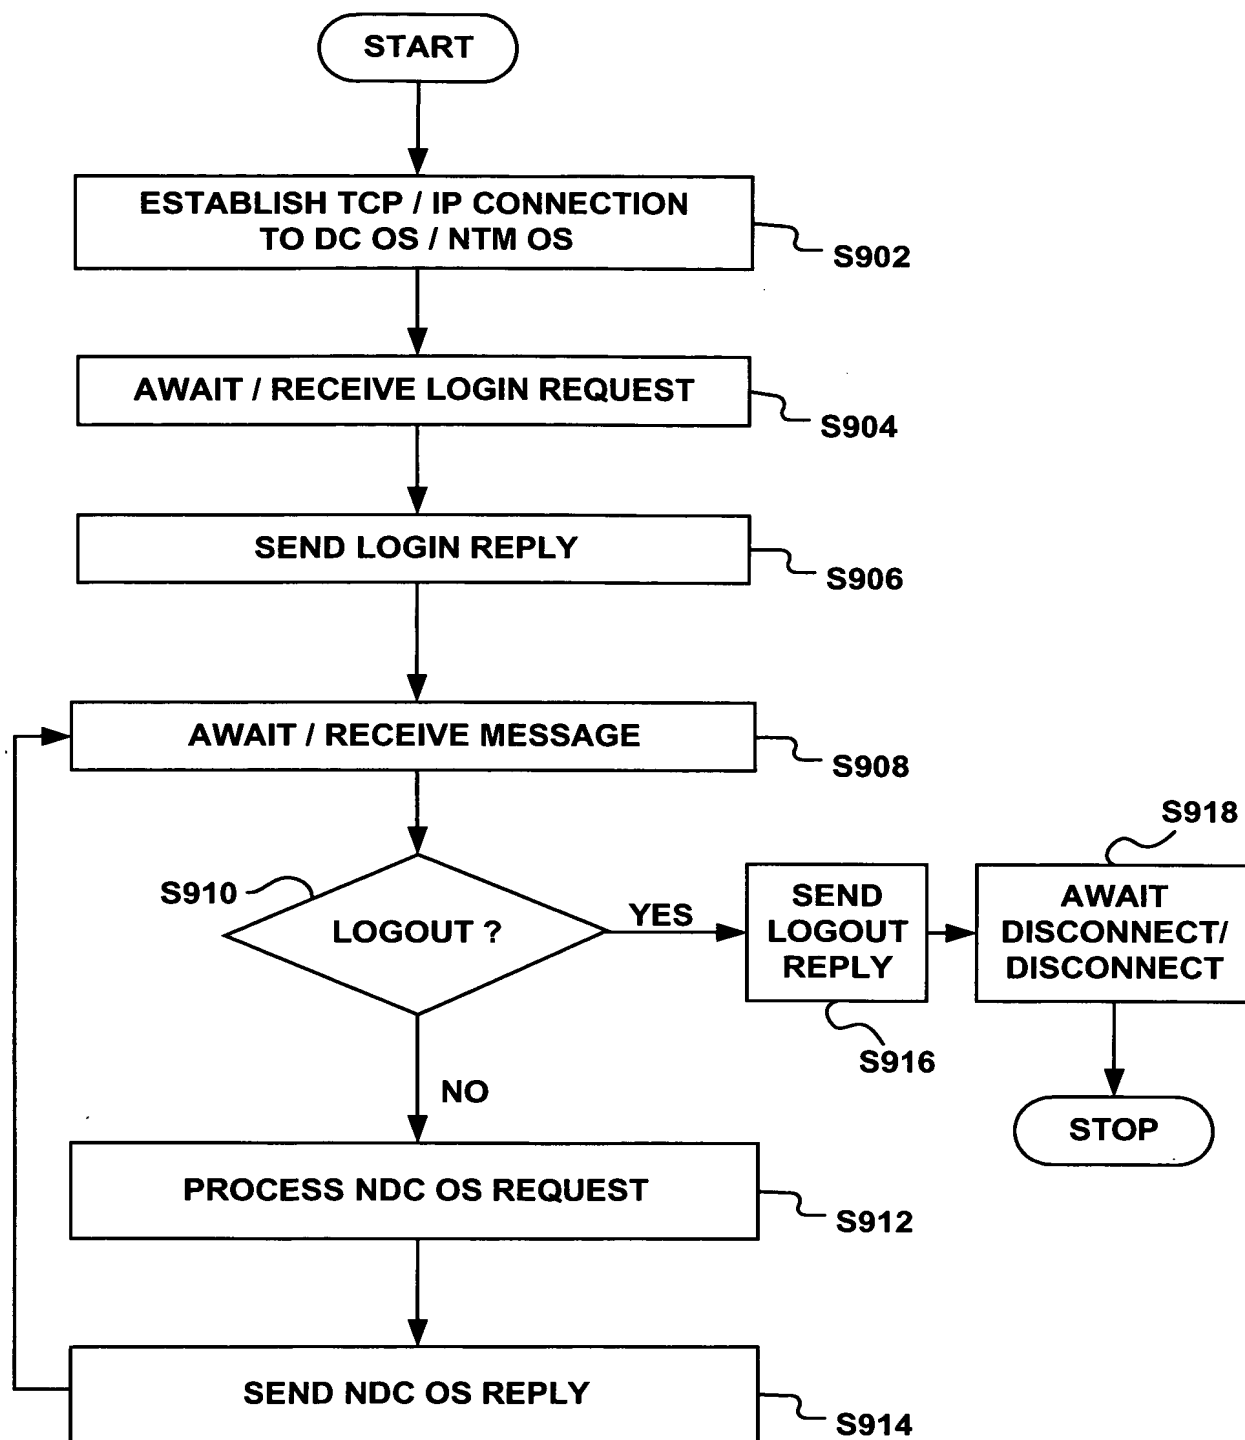 START
ESTABLISH TCP / IP CONNECTION
TO DC OS / NTM OS
S902
AWAIT / RECEIVE LOGIN REQUEST
S904
SEND LOGIN REPLY
S906
AWAIT / RECEIVE MESSAGE
S908
S910
LOGOUT ?
YES
SEND
LOGOUT
REPLY
S916
S918
AWAIT
DISCONNECT/
DISCONNECT
STOP
NO
PROCESS NDC OS REQUEST
S912
SEND NDC OS REPLY
S914